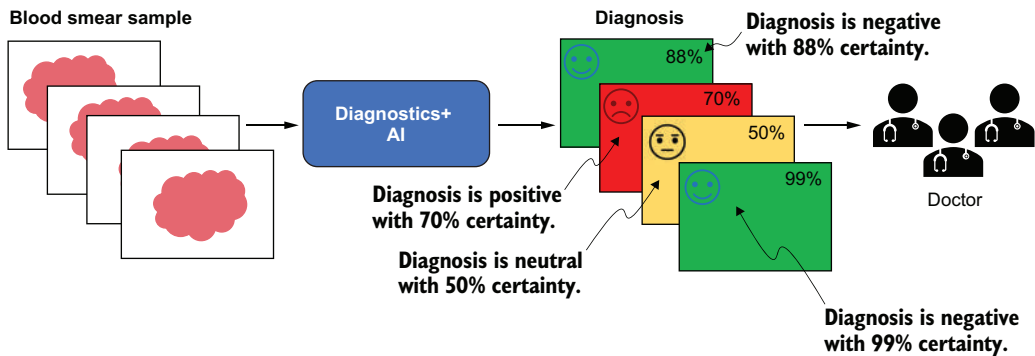 Blood smear sample
Diagnosis
Diagnosis is negative
with 88% certainty.
88%
70%
Diagnostics+
AI
50%
99%
Diagnosis is positive
with 70% certainty.
Doctor
Diagnosis is neutral
with 50% certainty.
Diagnosis is negative
with 99% certainty.